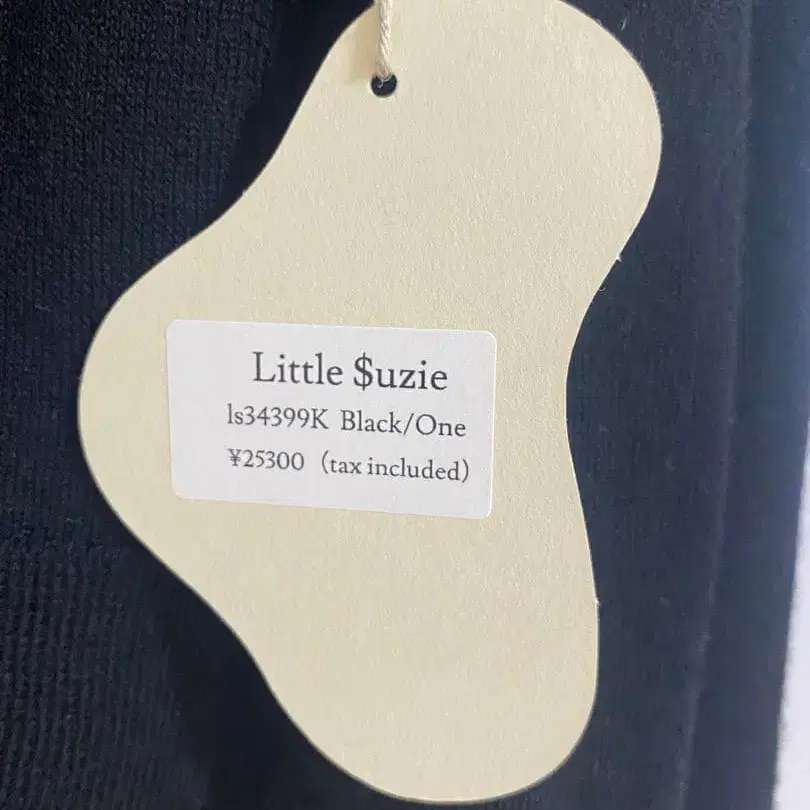 Little $uzie
ls34399K Black/One
¥25300 (tax included)